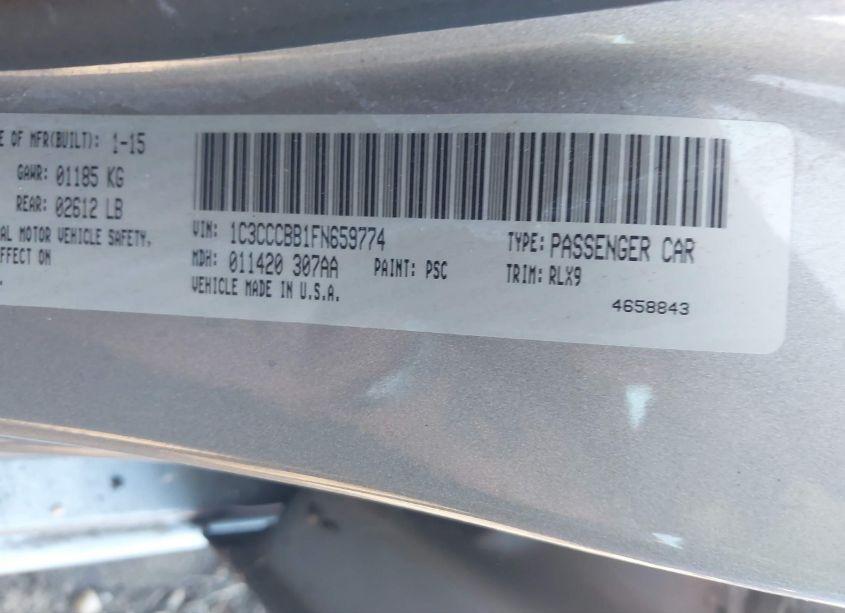 E OF MFR(BUILT): 1-15
GAWR: 01185 KG
REAR: 02612 LB
AL MOTOR VEHICLE SAFETY,
FFECT ON
VIN: 1C3CCCBB1FN659774
TYPE: PASSENGER CAR
MDH: 011420 307AA PAINT: PSC
TRIM: RLX9
VEHICLE MADE IN U.S.A.
4658843